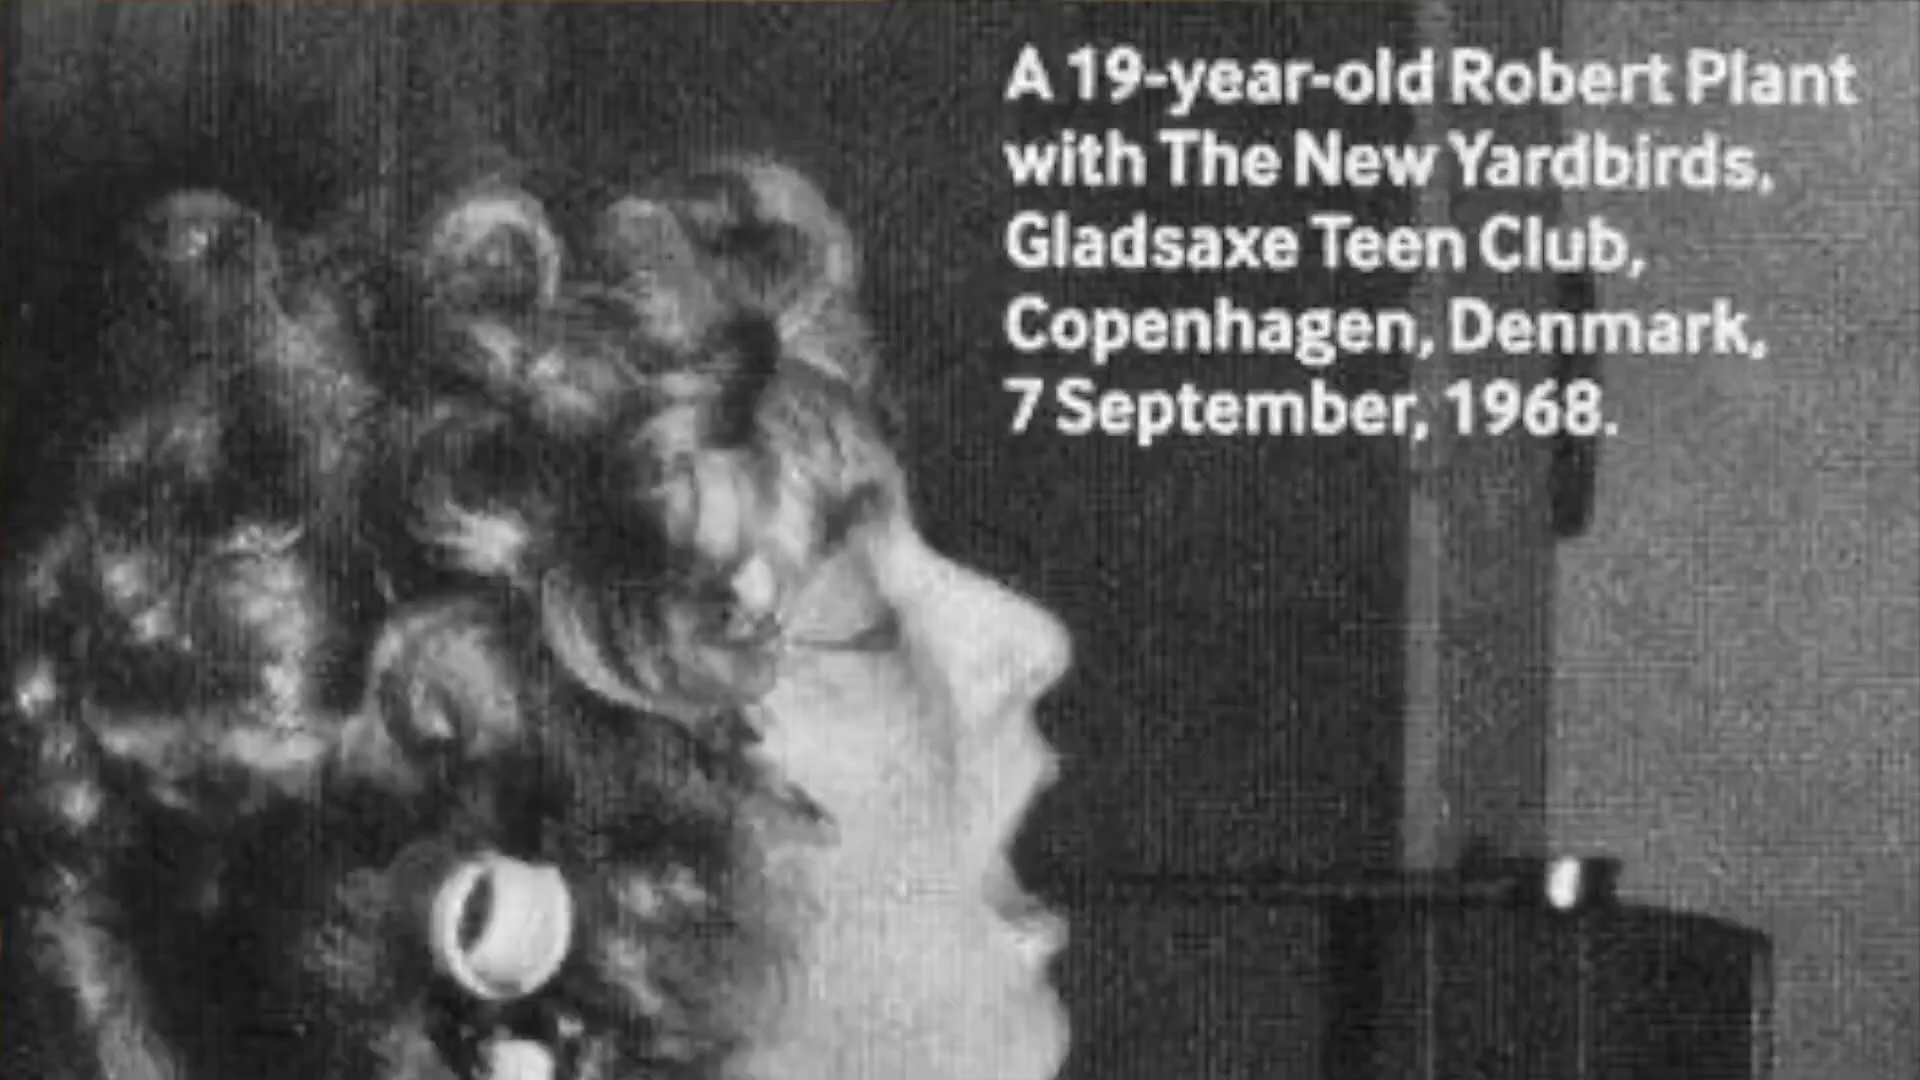 A 19-year-old Robert Plant
with The New Yardbirds,
Gladsaxe Teen Club,
Copenhagen, Denmark,
7 September, 1968.